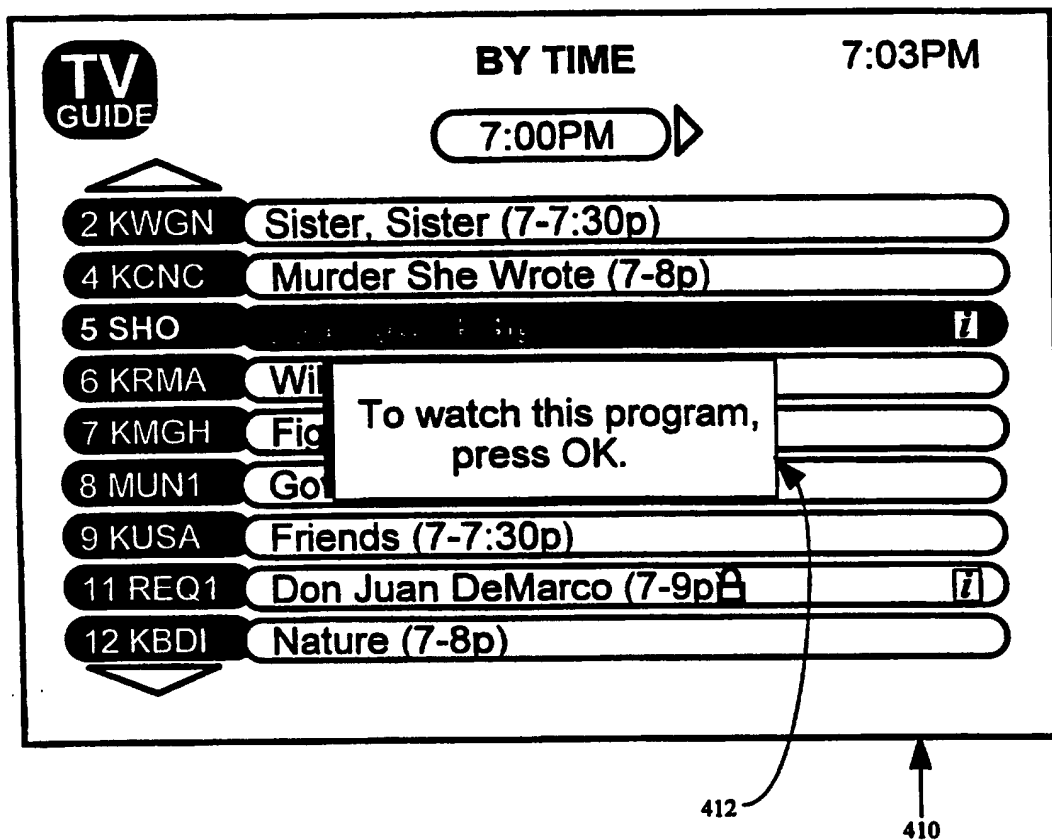 TV
GUIDE
BY TIME
7:03PM
7:00PM
2 KWGN Sister, Sister (7-7:30p)
4 KCNC Murder She Wrote (7-8p)
5 SHO i
6 KRMA Wil
7 KMGH Fig
8 MUN1
To watch this program,
press OK.
9 KUSA Friends (7-7:30p)
11 REQ1 Don Juan DeMarco (7-9p) i
12 KBDI Nature (7-8p)
412
410